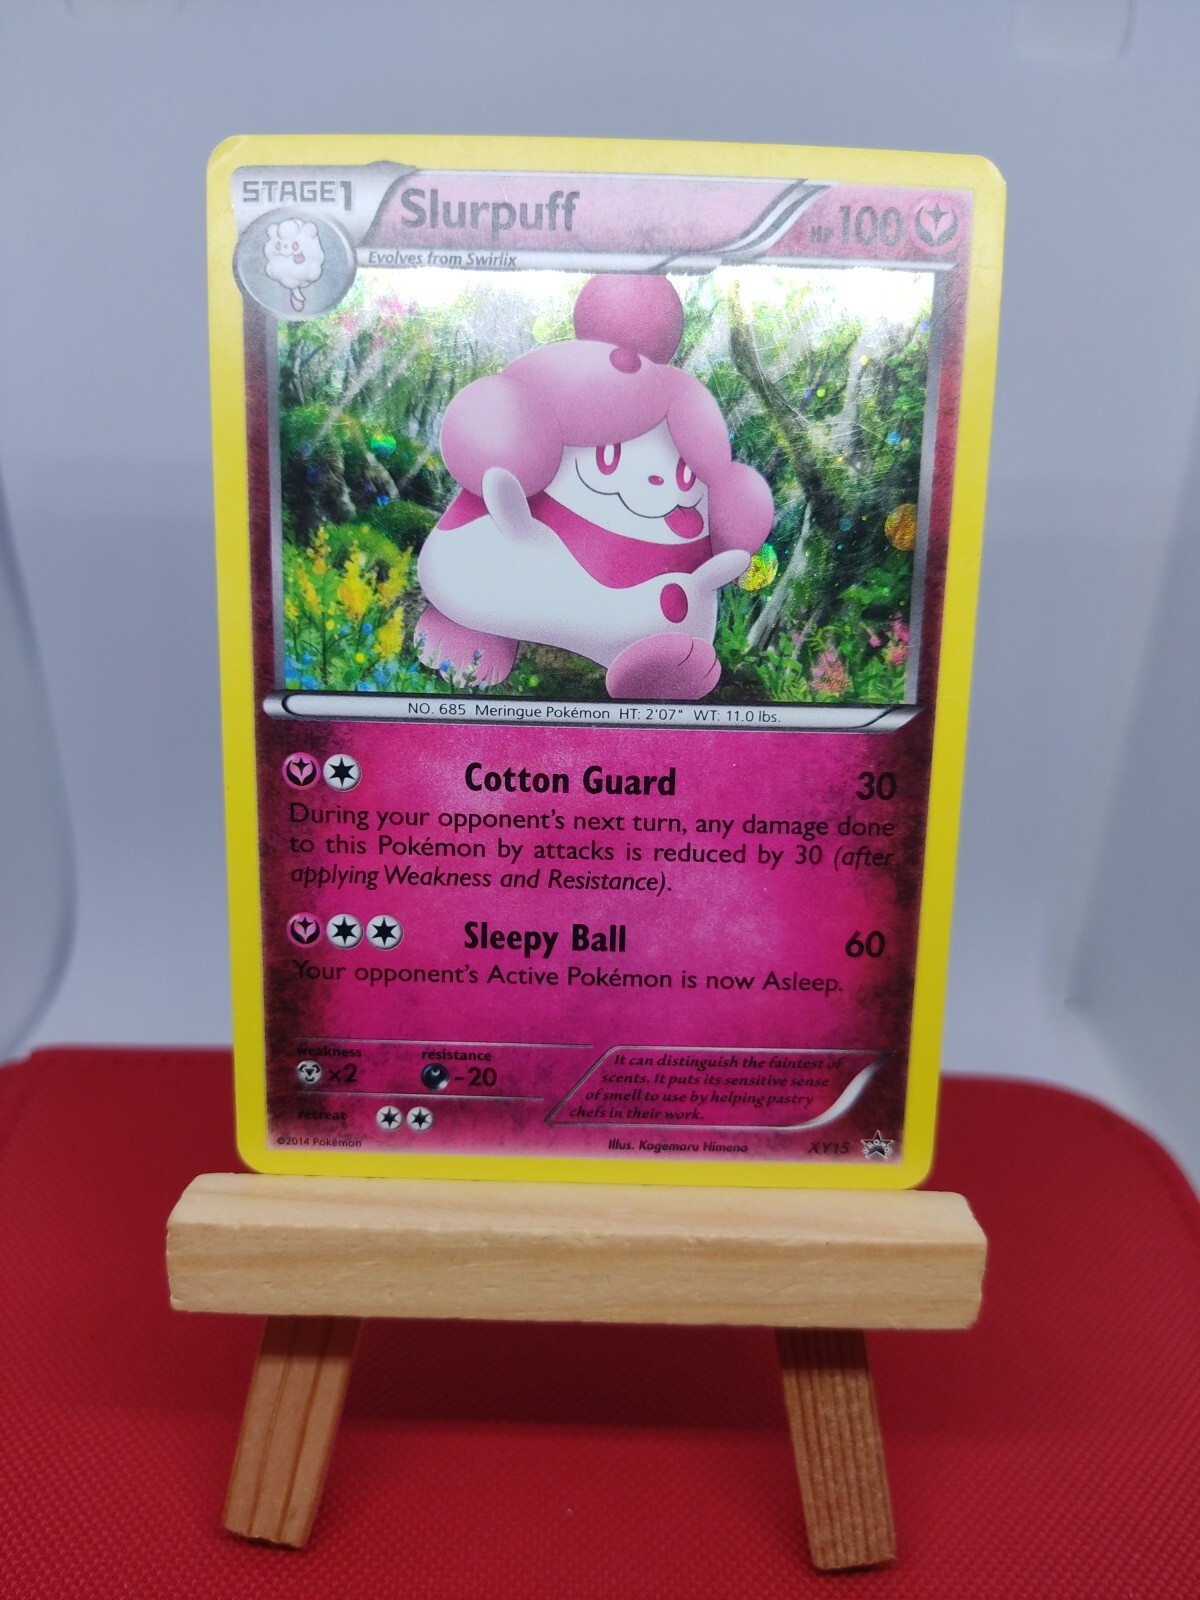 STAGE1
Slurpuff
HP 100
Evolves from Swirlix
NO. 685 Meringue Pokémon HT: 2'07" WT: 11.0 lbs.
Cotton Guard 30
During your opponent's next turn, any damage done
to this Pokémon by attacks is reduced by 30 (after
applying Weakness and Resistance).
Sleepy Ball 60
Your opponent's Active Pokémon is now Asleep.
weakness
x2
resistance
-20
retreat
It can distinguish the faintest of
scents. It puts its sensitive sense
of smell to use by helping pastry
chefs in their work.
©2014 Pokémon
Illus. Kagemaru Himeno
XY15
PROMO